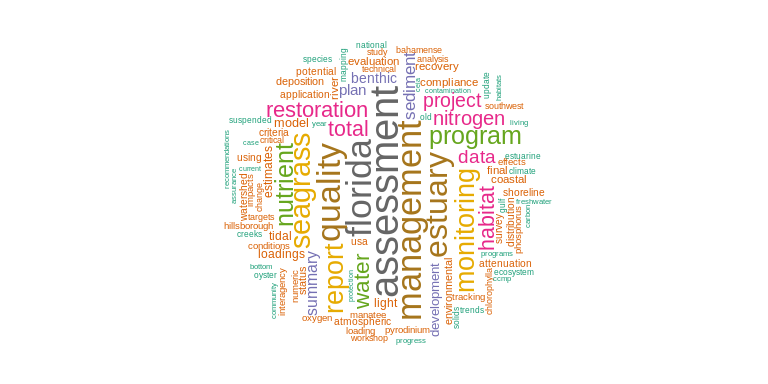 national
study
bahamense
species
mapping
evaluation
technical
analysis
recovery
potential
deposition
river
benthic
sediment
cela
compliance
contamigation
update
habitats
application
plan
restoration
project
southwest
suspended
model
total
old
nitrogen
living
year
criteria
critical
program
case
recommendations
using
estimates
nutrient
seagrass
quality
florida
assessment
management
estuary
data
estuarine
effects
final
climate
coastal
current
assurance
watershed
impacts
change
monitoring
habitat
shoreline
gulf
freshwater
targets
survey
distribution
phosphorus
carbon
hillsborough
creeks
tidal
conditions
usa
loadings
programs
attenuation
bottom
oyster
community
interagency
numeric
status
summary
report
water
protection
light
development
environmental
ecosystem
ccmp
chlorophylla
tracking
trends
solids
oxygen
manatee
atmospheric
loading
pyrodinium
workshop
progress